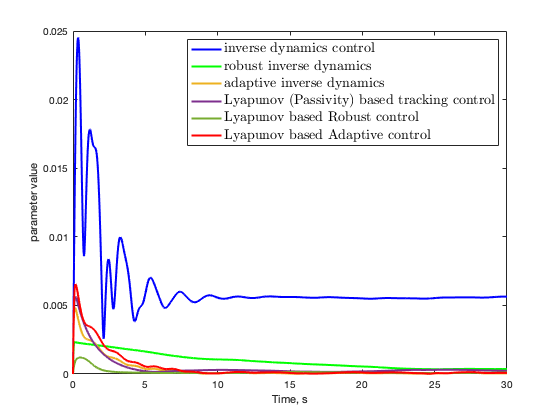 0.025
0.02
0.015
0.01
0.005
0
parameter value
inverse dynamics control
robust inverse dynamics
adaptive inverse dynamics
Lyapunov (Passivity) based tracking control
Lyapunov based Robust control
Lyapunov based Adaptive control
0 5 10 15 20 25 30
Time, s